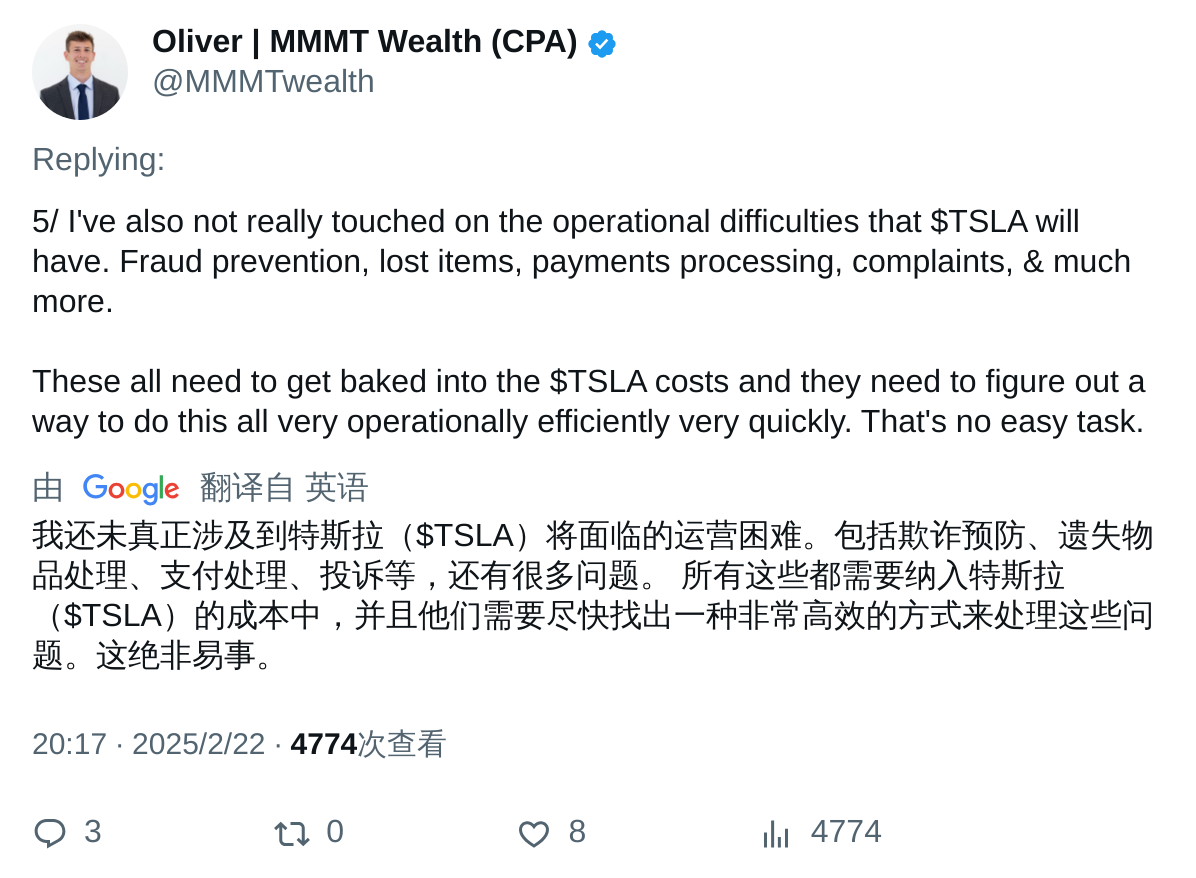 Oliver | MMMT Wealth (CPA)
@MMMTwealth
Replying:
5/ I've also not really touched on the operational difficulties that $TSLA will
have. Fraud prevention, lost items, payments processing, complaints, & much
more.
These all need to get baked into the $TSLA costs and they need to figure out a
way to do this all very operationally efficiently very quickly. That's no easy task.
由 Google 翻译自 英语
我还未真正涉及到特斯拉（$TSLA）将面临的运营困难。包括欺诈预防、遗失物
品处理、支付处理、投诉等，还有很多问题。 所有这些都需要纳入特斯拉
（$TSLA）的成本中，并且他们需要尽快找出一种非常高效的方式来处理这些问
题。这绝非易事。
20:17 · 2025/2/22 · 4774次查看
3 0 8 4774